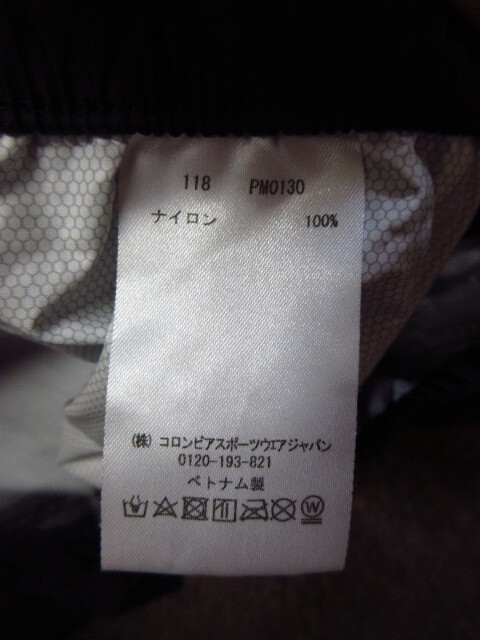 118 PM0130
ナイロン 100%
(株) コロンビアスポーツウエアジャパン
0120-193-821
ベトナム製
W